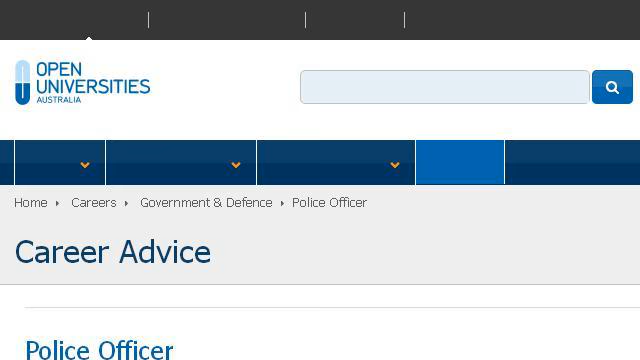 OPEN
UNIVERSITIES
AUSTRALIA
Home Careers Government & Defence Police Officer
Career Advice
Police Officer